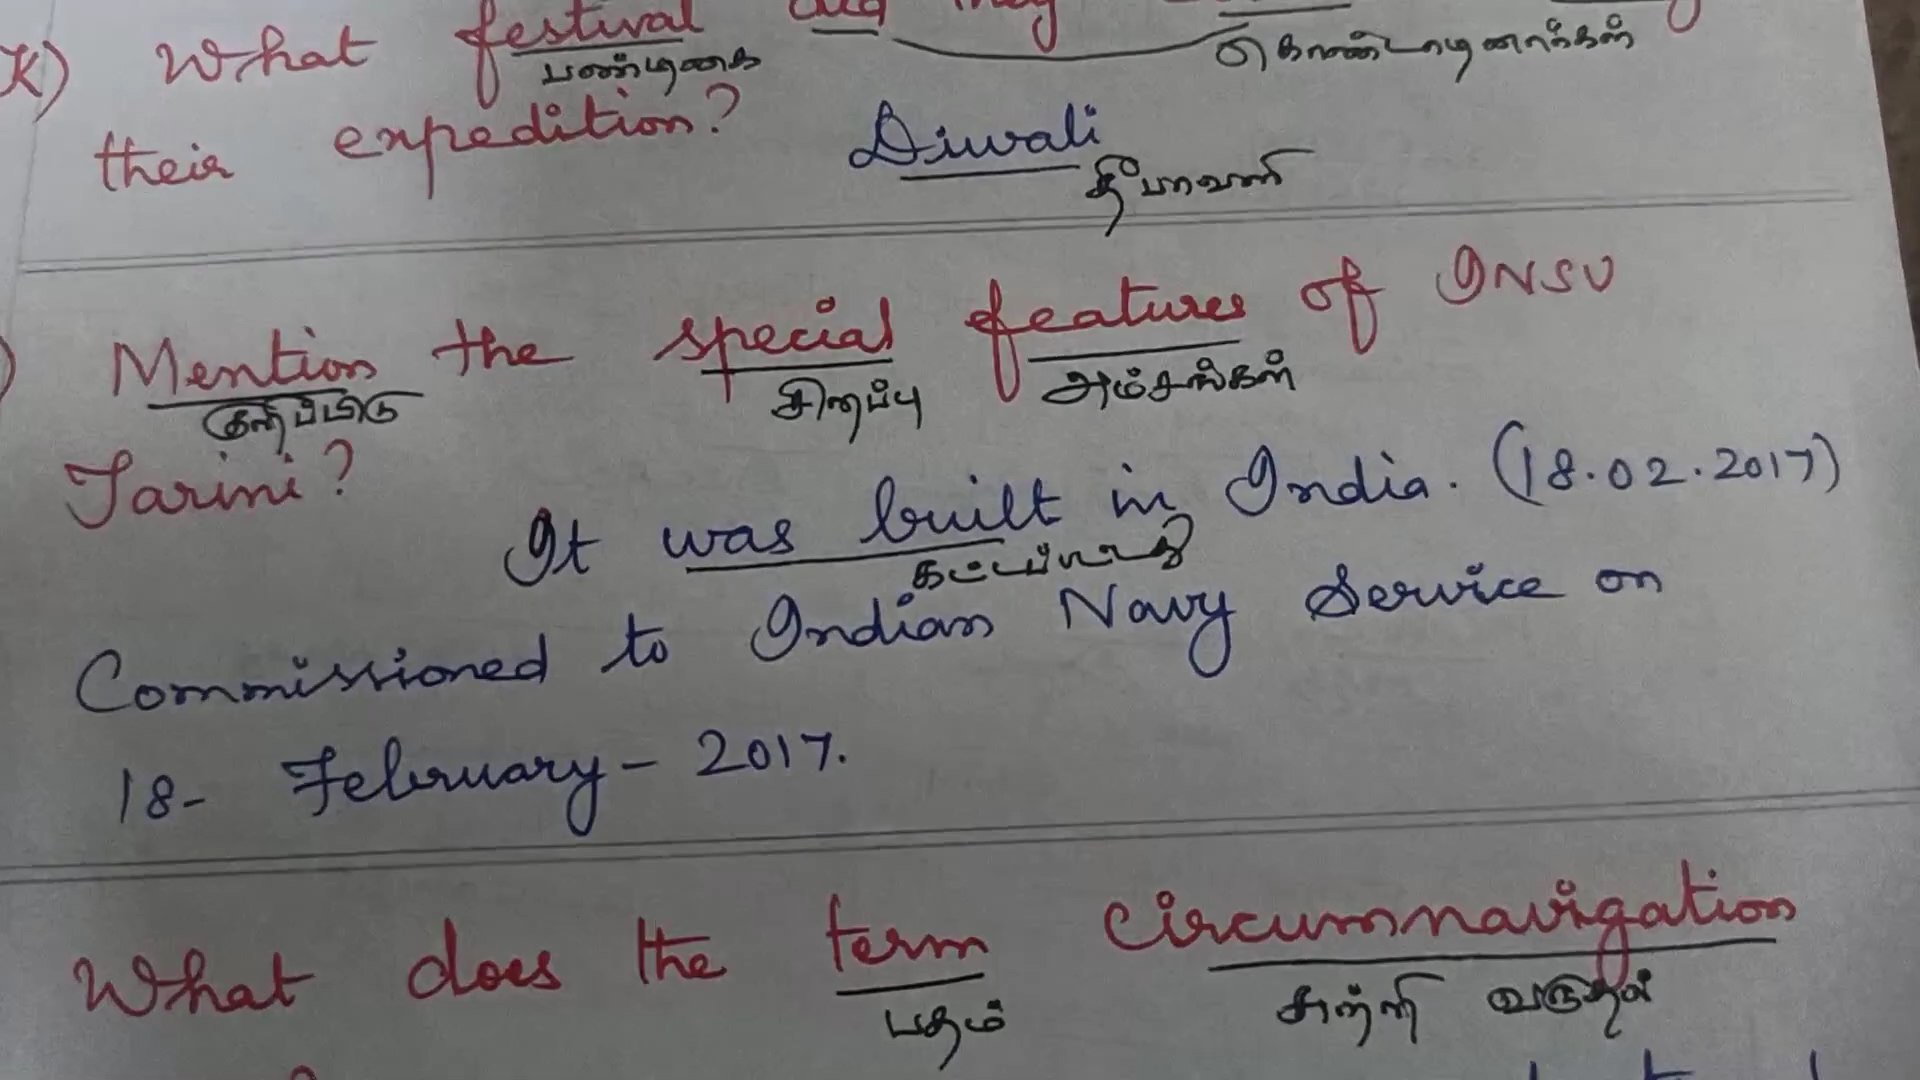 K) What festival did they
பண்டிகை கொண்டாடினார்கள்
their expedition? Diwali
தீபாவளி
Mention the special features of INSV
குறிப்பிடு சிறப்பு அம்சங்கள்
Tarini?
It was built in India. (18.02.2017)
கட்டப்பட்டது
Commissioned to Indian Navy Service on
18- February - 2017.
What does the term circumnavigation
பதம் சுற்றி வருதல்